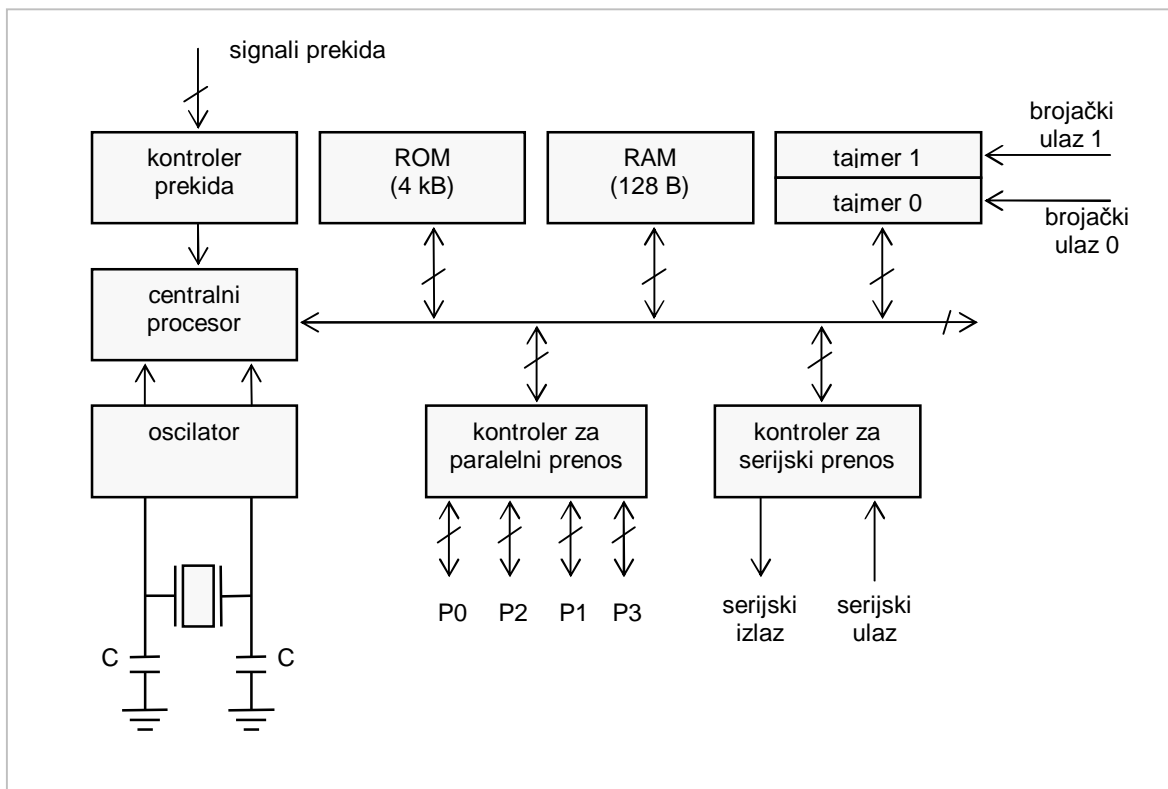 signali prekida
kontroler
prekida
ROM
(4 kB)
RAM
(128 B)
tajmer 1
tajmer 0
brojački
ulaz 1
brojački
ulaz 0
centralni
procesor
oscilator
kontroler za
paralelni prenos
kontroler za
serijski prenos
P0
P2
P1
P3
serijski
izlaz
serijski
ulaz
C
C